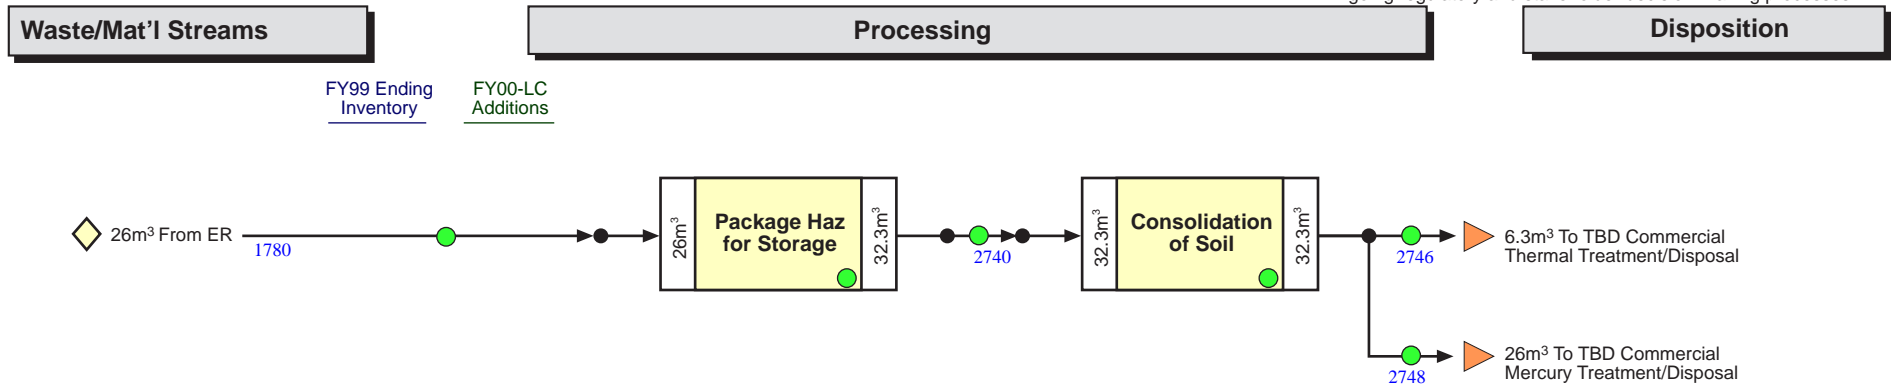 Waste/Mat'l Streams
Processing
Disposition
FY99 Ending
Inventory
FY00-LC
Additions
26m³ From ER
1780
26m³
Package Haz
for Storage
32.3m³
2740
32.3m³
Consolidation
of Soil
32.3m³
2746
6.3m³ To TBD Commercial
Thermal Treatment/Disposal
2748
26m³ To TBD Commercial
Mercury Treatment/Disposal